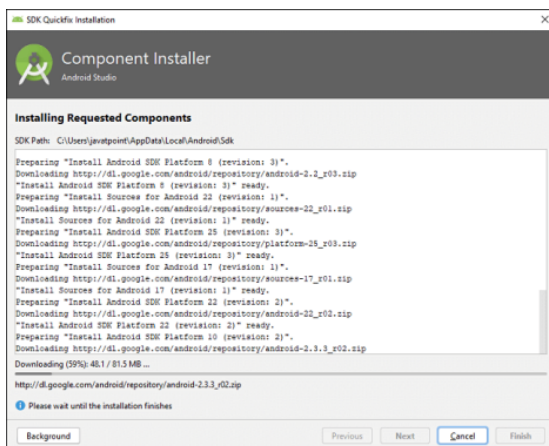 SDK Quickfix Installation
Component Installer
Android Studio
Installing Requested Components
SDK Path: C:\Users\javatpoint\AppData\Local\Android\Sdk
Preparing "Install Android SDK Platform 8 (revision: 3)".
Downloading http://dl.google.com/android/repository/android-2.2_r03.zip
"Install Android SDK Platform 8 (revision: 3)" ready.
Preparing "Install Sources for Android 22 (revision: 1)".
Downloading http://dl.google.com/android/repository/sources-22_r01.zip
"Install Sources for Android 22 (revision: 1)" ready.
Preparing "Install Android SDK Platform 25 (revision: 3)".
Downloading http://dl.google.com/android/repository/platform-25_r03.zip
"Install Android SDK Platform 25 (revision: 3)" ready.
Preparing "Install Sources for Android 17 (revision: 1)".
Downloading http://dl.google.com/android/repository/sources-17_r01.zip
"Install Sources for Android 17 (revision: 1)" ready.
Preparing "Install Android SDK Platform 22 (revision: 2)".
Downloading http://dl.google.com/android/repository/android-22_r02.zip
"Install Android SDK Platform 22 (revision: 2)" ready.
Preparing "Install Android SDK Platform 10 (revision: 2)".
Downloading http://dl.google.com/android/repository/android-2.3.3_r02.zip
Downloading (59%): 48.1 / 81.5 MB ...
http://dl.google.com/android/repository/android-2.3.3_r02.zip
Please wait until the installation finishes
Background
Previous
Next
Cancel
Finish